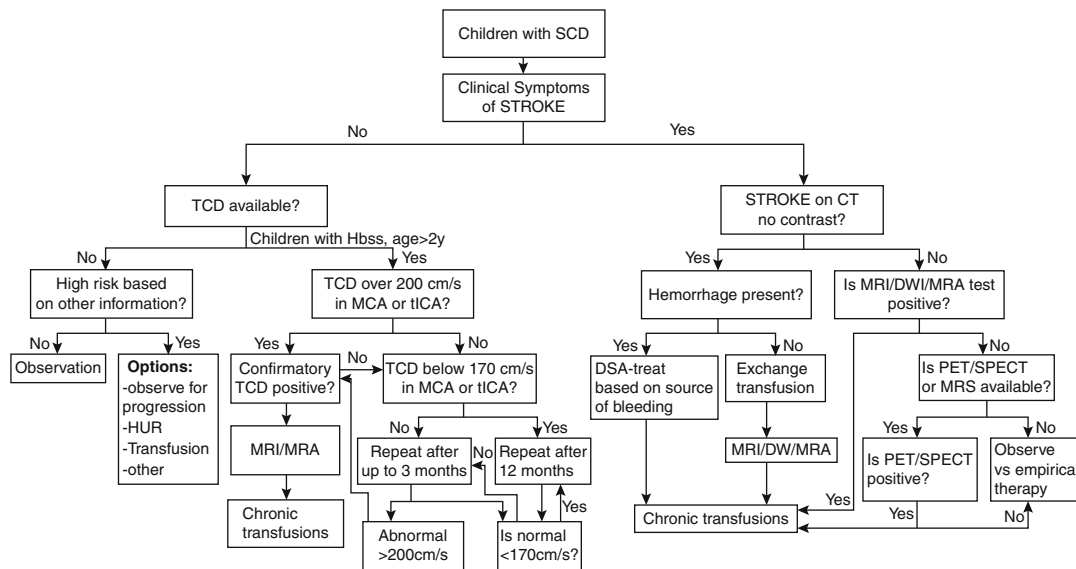 Children with SCD
Clinical Symptoms
of STROKE
No
Yes
TCD available?
STROKE on CT
no contrast?
Children with Hbss, age>2y
No
Yes
Yes
No
High risk based
on other information?
TCD over 200 cm/s
in MCA or tICA?
Hemorrhage present?
Is MRI/DWI/MRA test
positive?
No
Yes
Yes
No
Yes
No
Yes
No
Observation
Options:
-observe for
progression
-HUR
-Transfusion
-other
Confirmatory
TCD positive?
No
TCD below 170 cm/s
in MCA or tICA?
DSA-treat
based on source
of bleeding
Exchange
transfusion
Is PET/SPECT
or MRS available?
No
Yes
Yes
No
MRI/MRA
Repeat after
up to 3 months
No
Repeat after
12 months
MRI/DW/MRA
Is PET/SPECT
positive?
Observe
vs empirical
therapy
Chronic
transfusions
Yes
Abnormal
>200cm/s
Is normal
<170cm/s?
Chronic transfusions
Yes
Yes
No